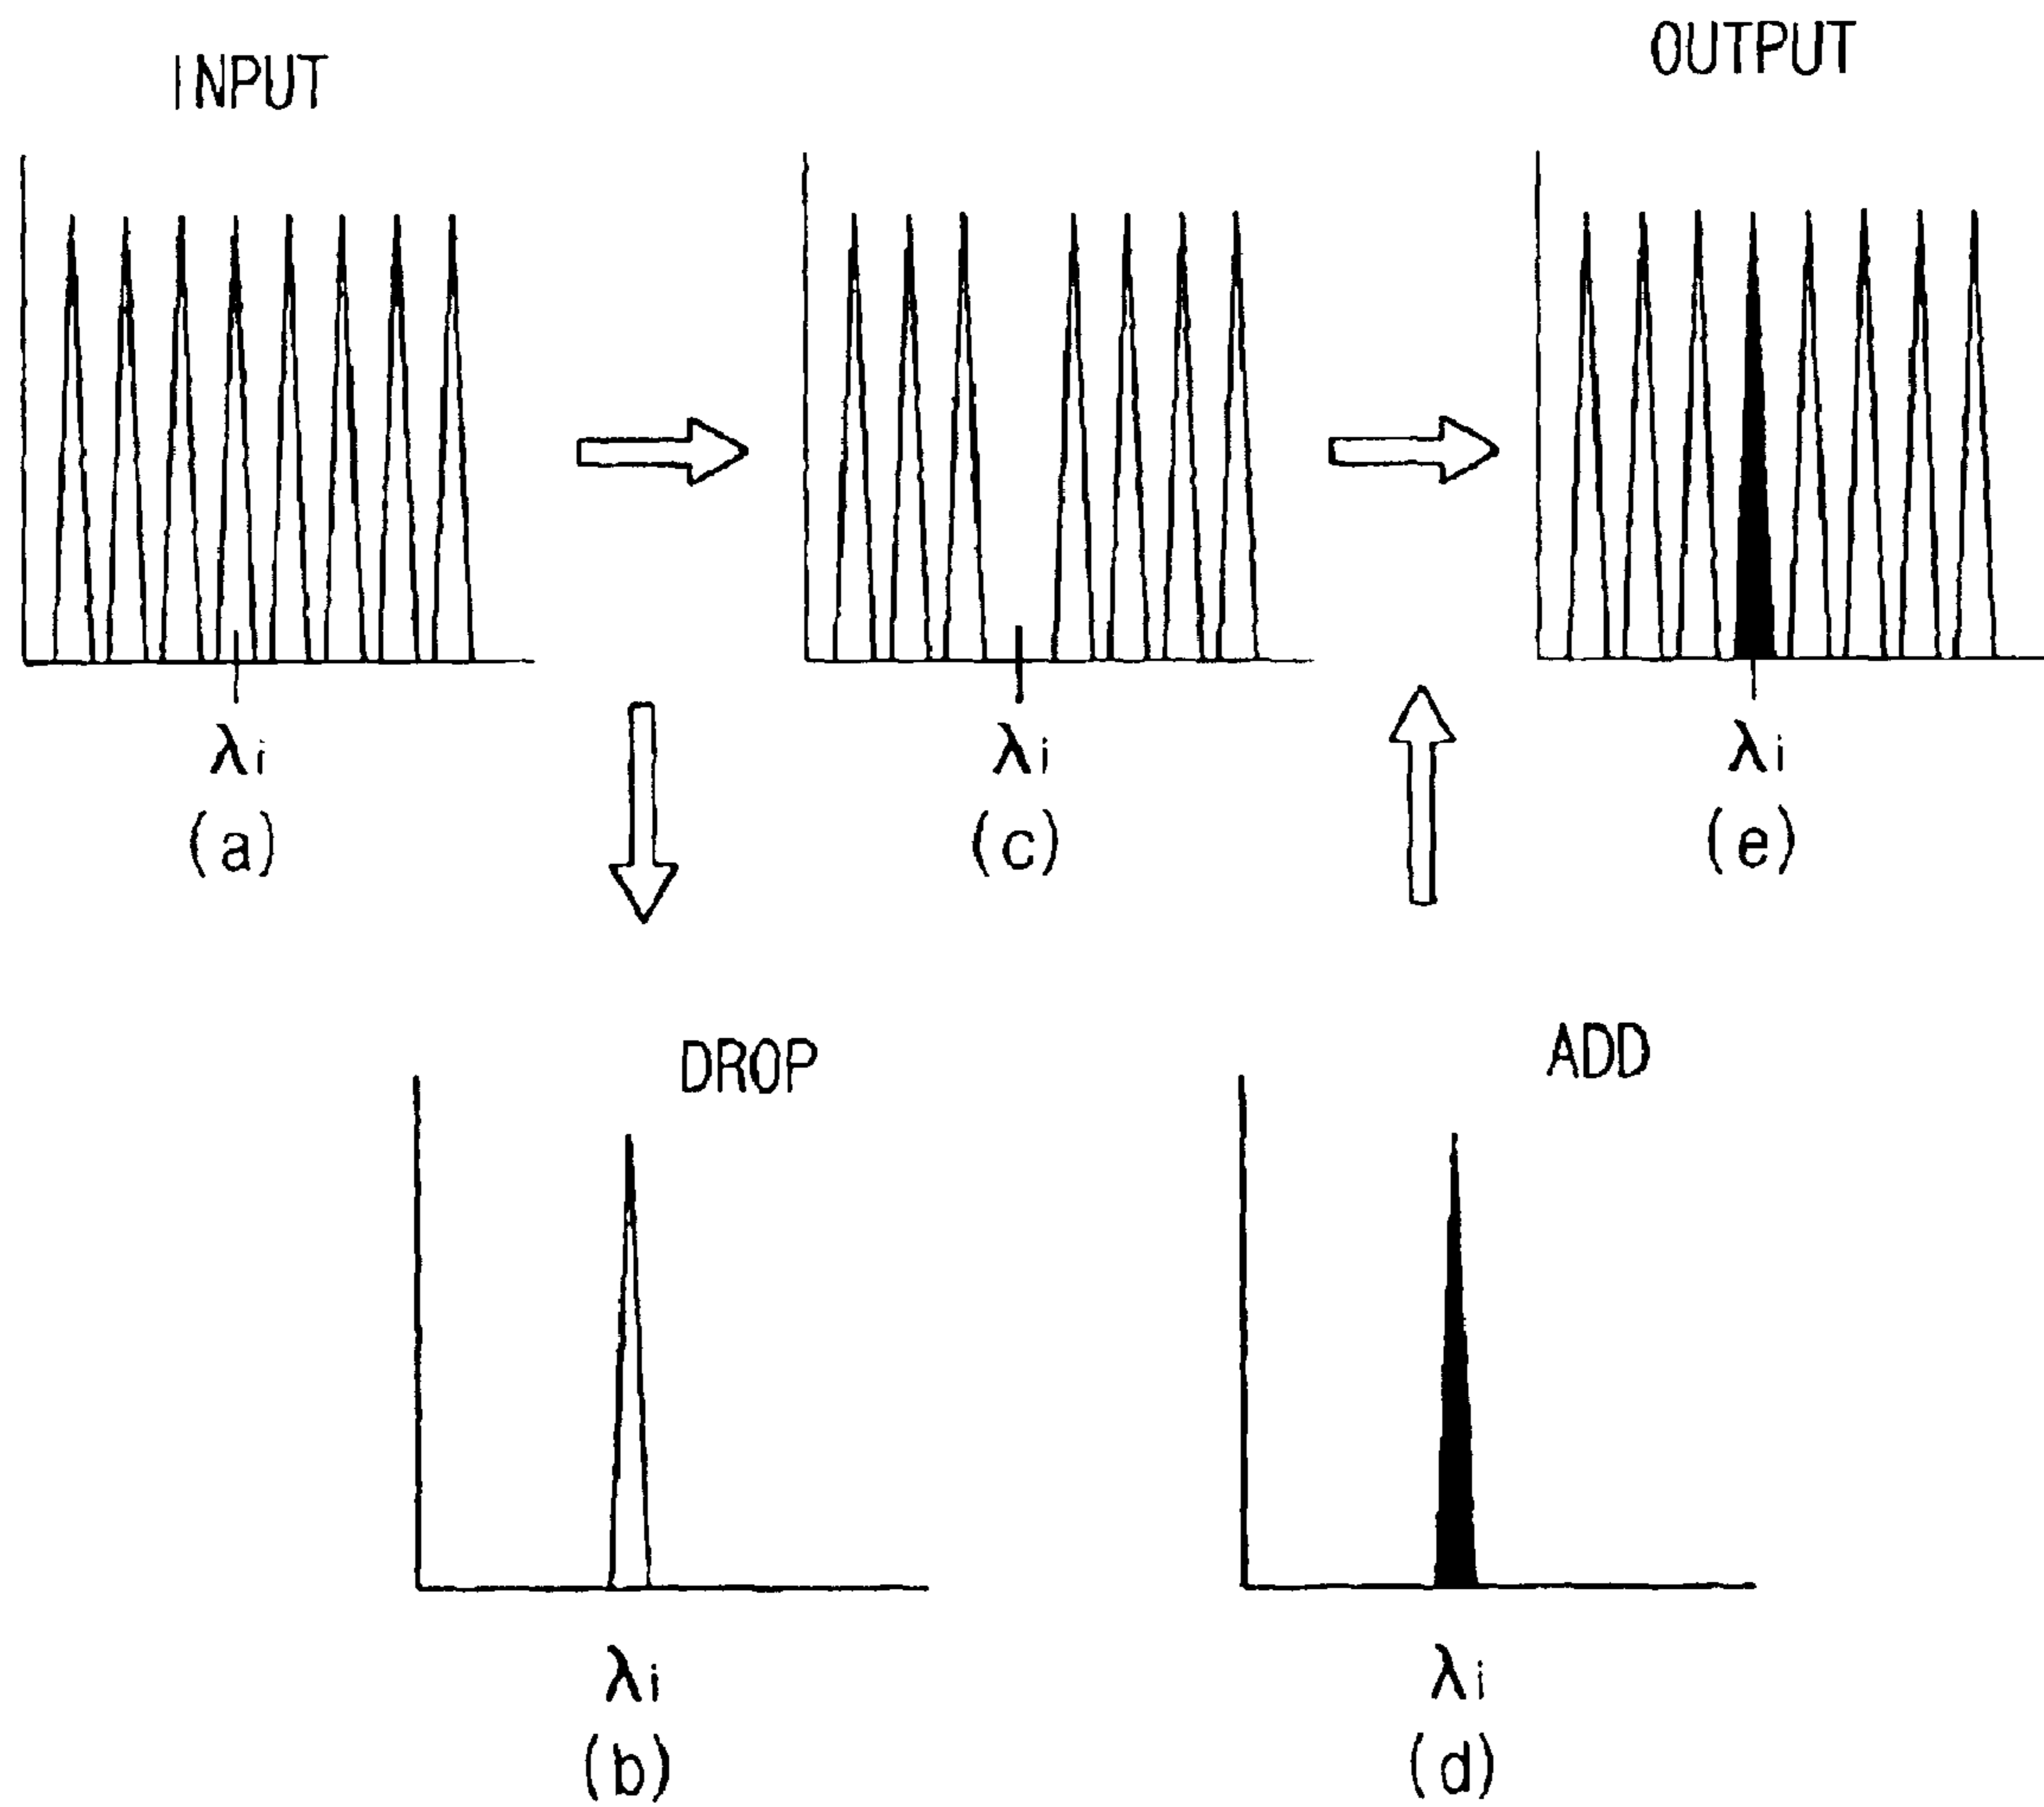 INPUT
OUTPUT
λi
λi
λi
(a)
(c)
(e)
DROP
ADD
λi
λi
(b)
(d)